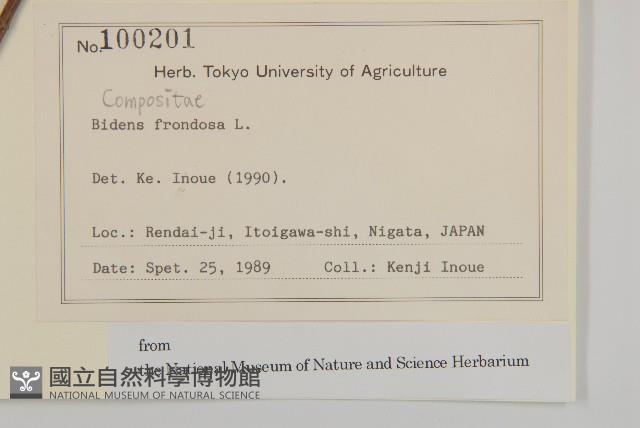 No. 100201
Herb. Tokyo University of Agriculture
Compositae
Bidens frondosa L.
Det. Ke. Inoue (1990).
Loc.: Rendai-ji, Itoigawa-shi, Nigata, JAPAN
Date: Spet. 25, 1989 Coll.: Kenji Inoue
from
the National Museum of Nature and Science Herbarium
國立自然科學博物館
NATIONAL MUSEUM OF NATURAL SCIENCE